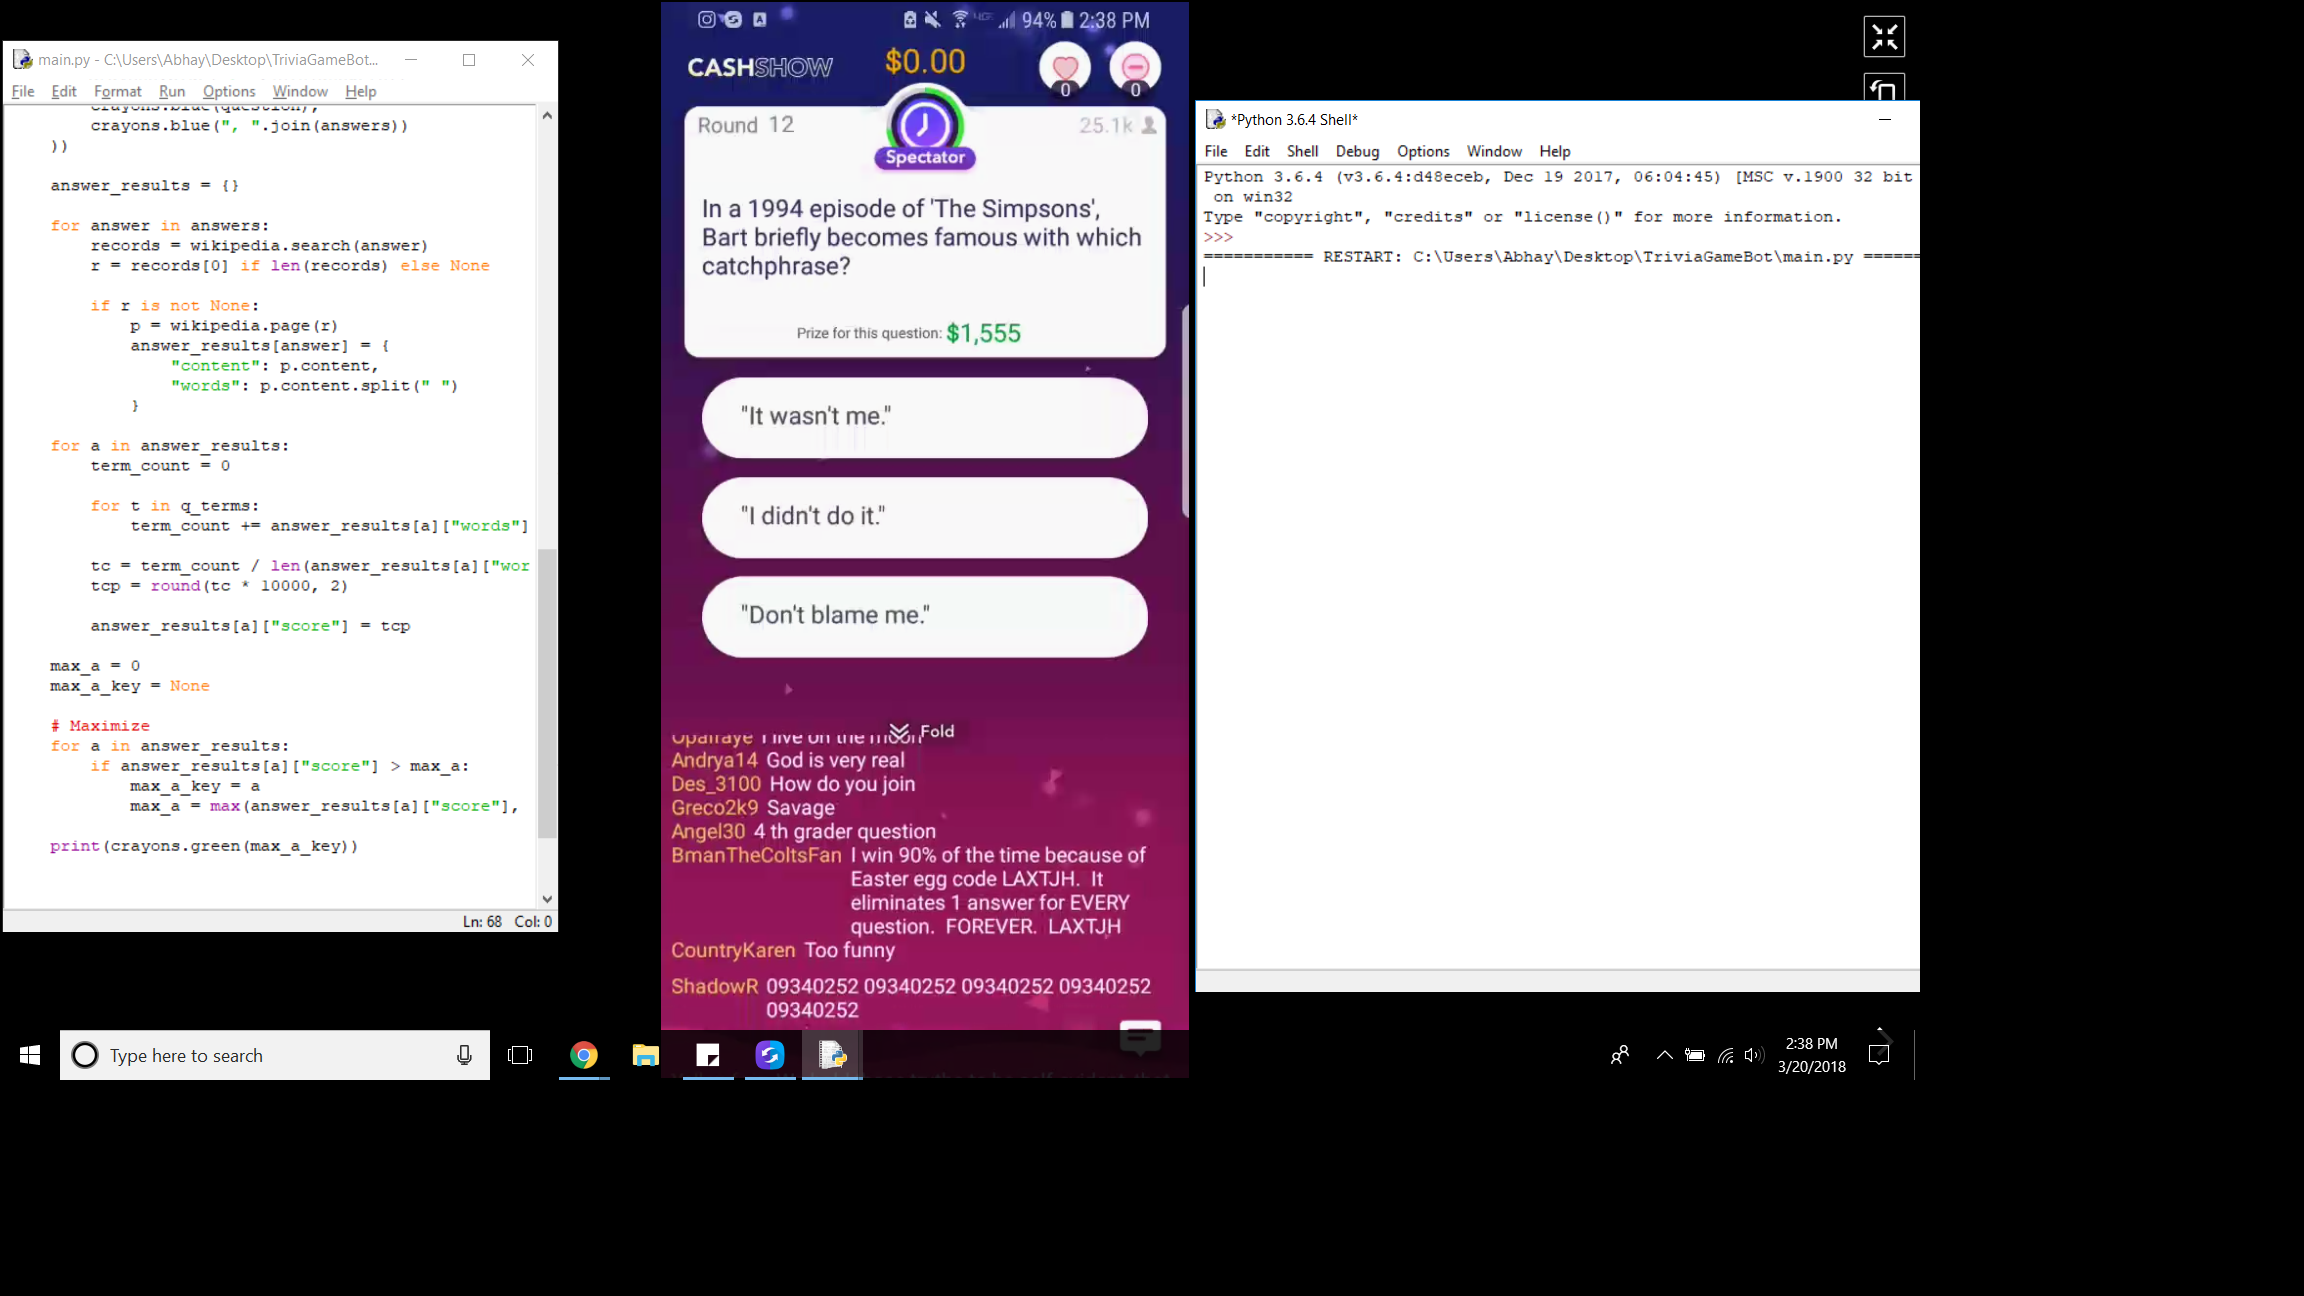 main.py - C:\Users\Abhay\Desktop\TriviaGameBot...
File Edit Format Run Options Window Help
crayons.blue(question),
crayons.blue(", ".join(answers))
))
answer_results = {}
for answer in answers:
records = wikipedia.search(answer)
r = records[0] if len(records) else None
if r is not None:
p = wikipedia.page(r)
answer_results[answer] = {
"content": p.content,
"words": p.content.split(" ")
}
for a in answer_results:
term_count = 0
for t in q_terms:
term_count += answer_results[a]["words"]
tc = term_count / len(answer_results[a]["wor
tcp = round(tc * 10000, 2)
answer_results[a]["score"] = tcp
max_a = 0
max_a_key = None
# Maximize
for a in answer_results:
if answer_results[a]["score"] > max_a:
max_a_key = a
max_a = max(answer_results[a]["score"],
print(crayons.green(max_a_key))
Ln: 68 Col: 0
94% 2:38 PM
CASHSHOW
$0.00
0
0
Round 12
25.1k
Spectator
In a 1994 episode of 'The Simpsons',
Bart briefly becomes famous with which
catchphrase?
Prize for this question: $1,555
"It wasn't me."
"I didn't do it."
"Don't blame me."
Fold
I live on the moon
Andrya14 God is very real
Des_3100 How do you join
Greco2k9 Savage
Angel30 4 th grader question
BmanTheColtsFan I win 90% of the time because of
Easter egg code LAXTJH. It
eliminates 1 answer for EVERY
question. FOREVER. LAXTJH
CountryKaren Too funny
ShadowR 09340252 09340252 09340252 09340252
09340252
*Python 3.6.4 Shell*
File Edit Shell Debug Options Window Help
Python 3.6.4 (v3.6.4:d48eceb, Dec 19 2017, 06:04:45) [MSC v.1900 32 bit
on win32
Type "copyright", "credits" or "license()" for more information.
>>>
=========== RESTART: C:\Users\Abhay\Desktop\TriviaGameBot\main.py ======
Type here to search
2:38 PM
3/20/2018